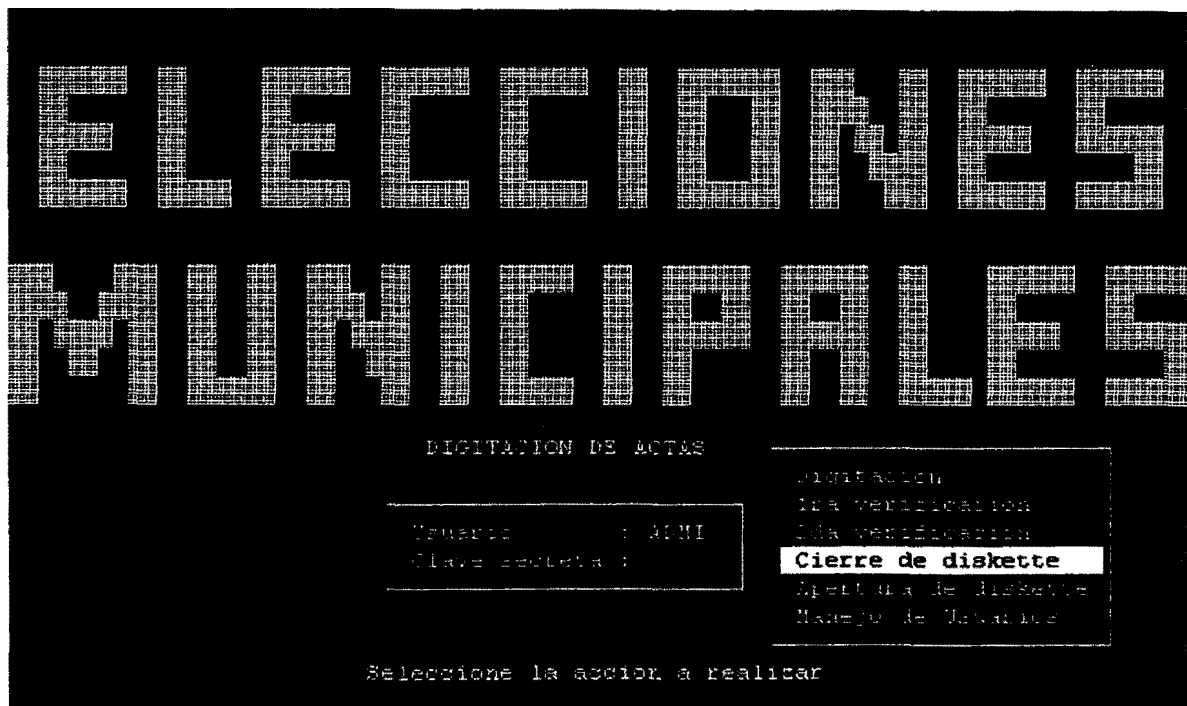 ELECCIONES
MUNICIPALES
DIGITACION DE ACTAS
Usuario : ADMI
Clave secreta :
Digitacion
1ra verificacion
2da verificacion
Cierre de diskette
Apertura de diskette
Manejo de Usuarios
Seleccione la accion a realizar